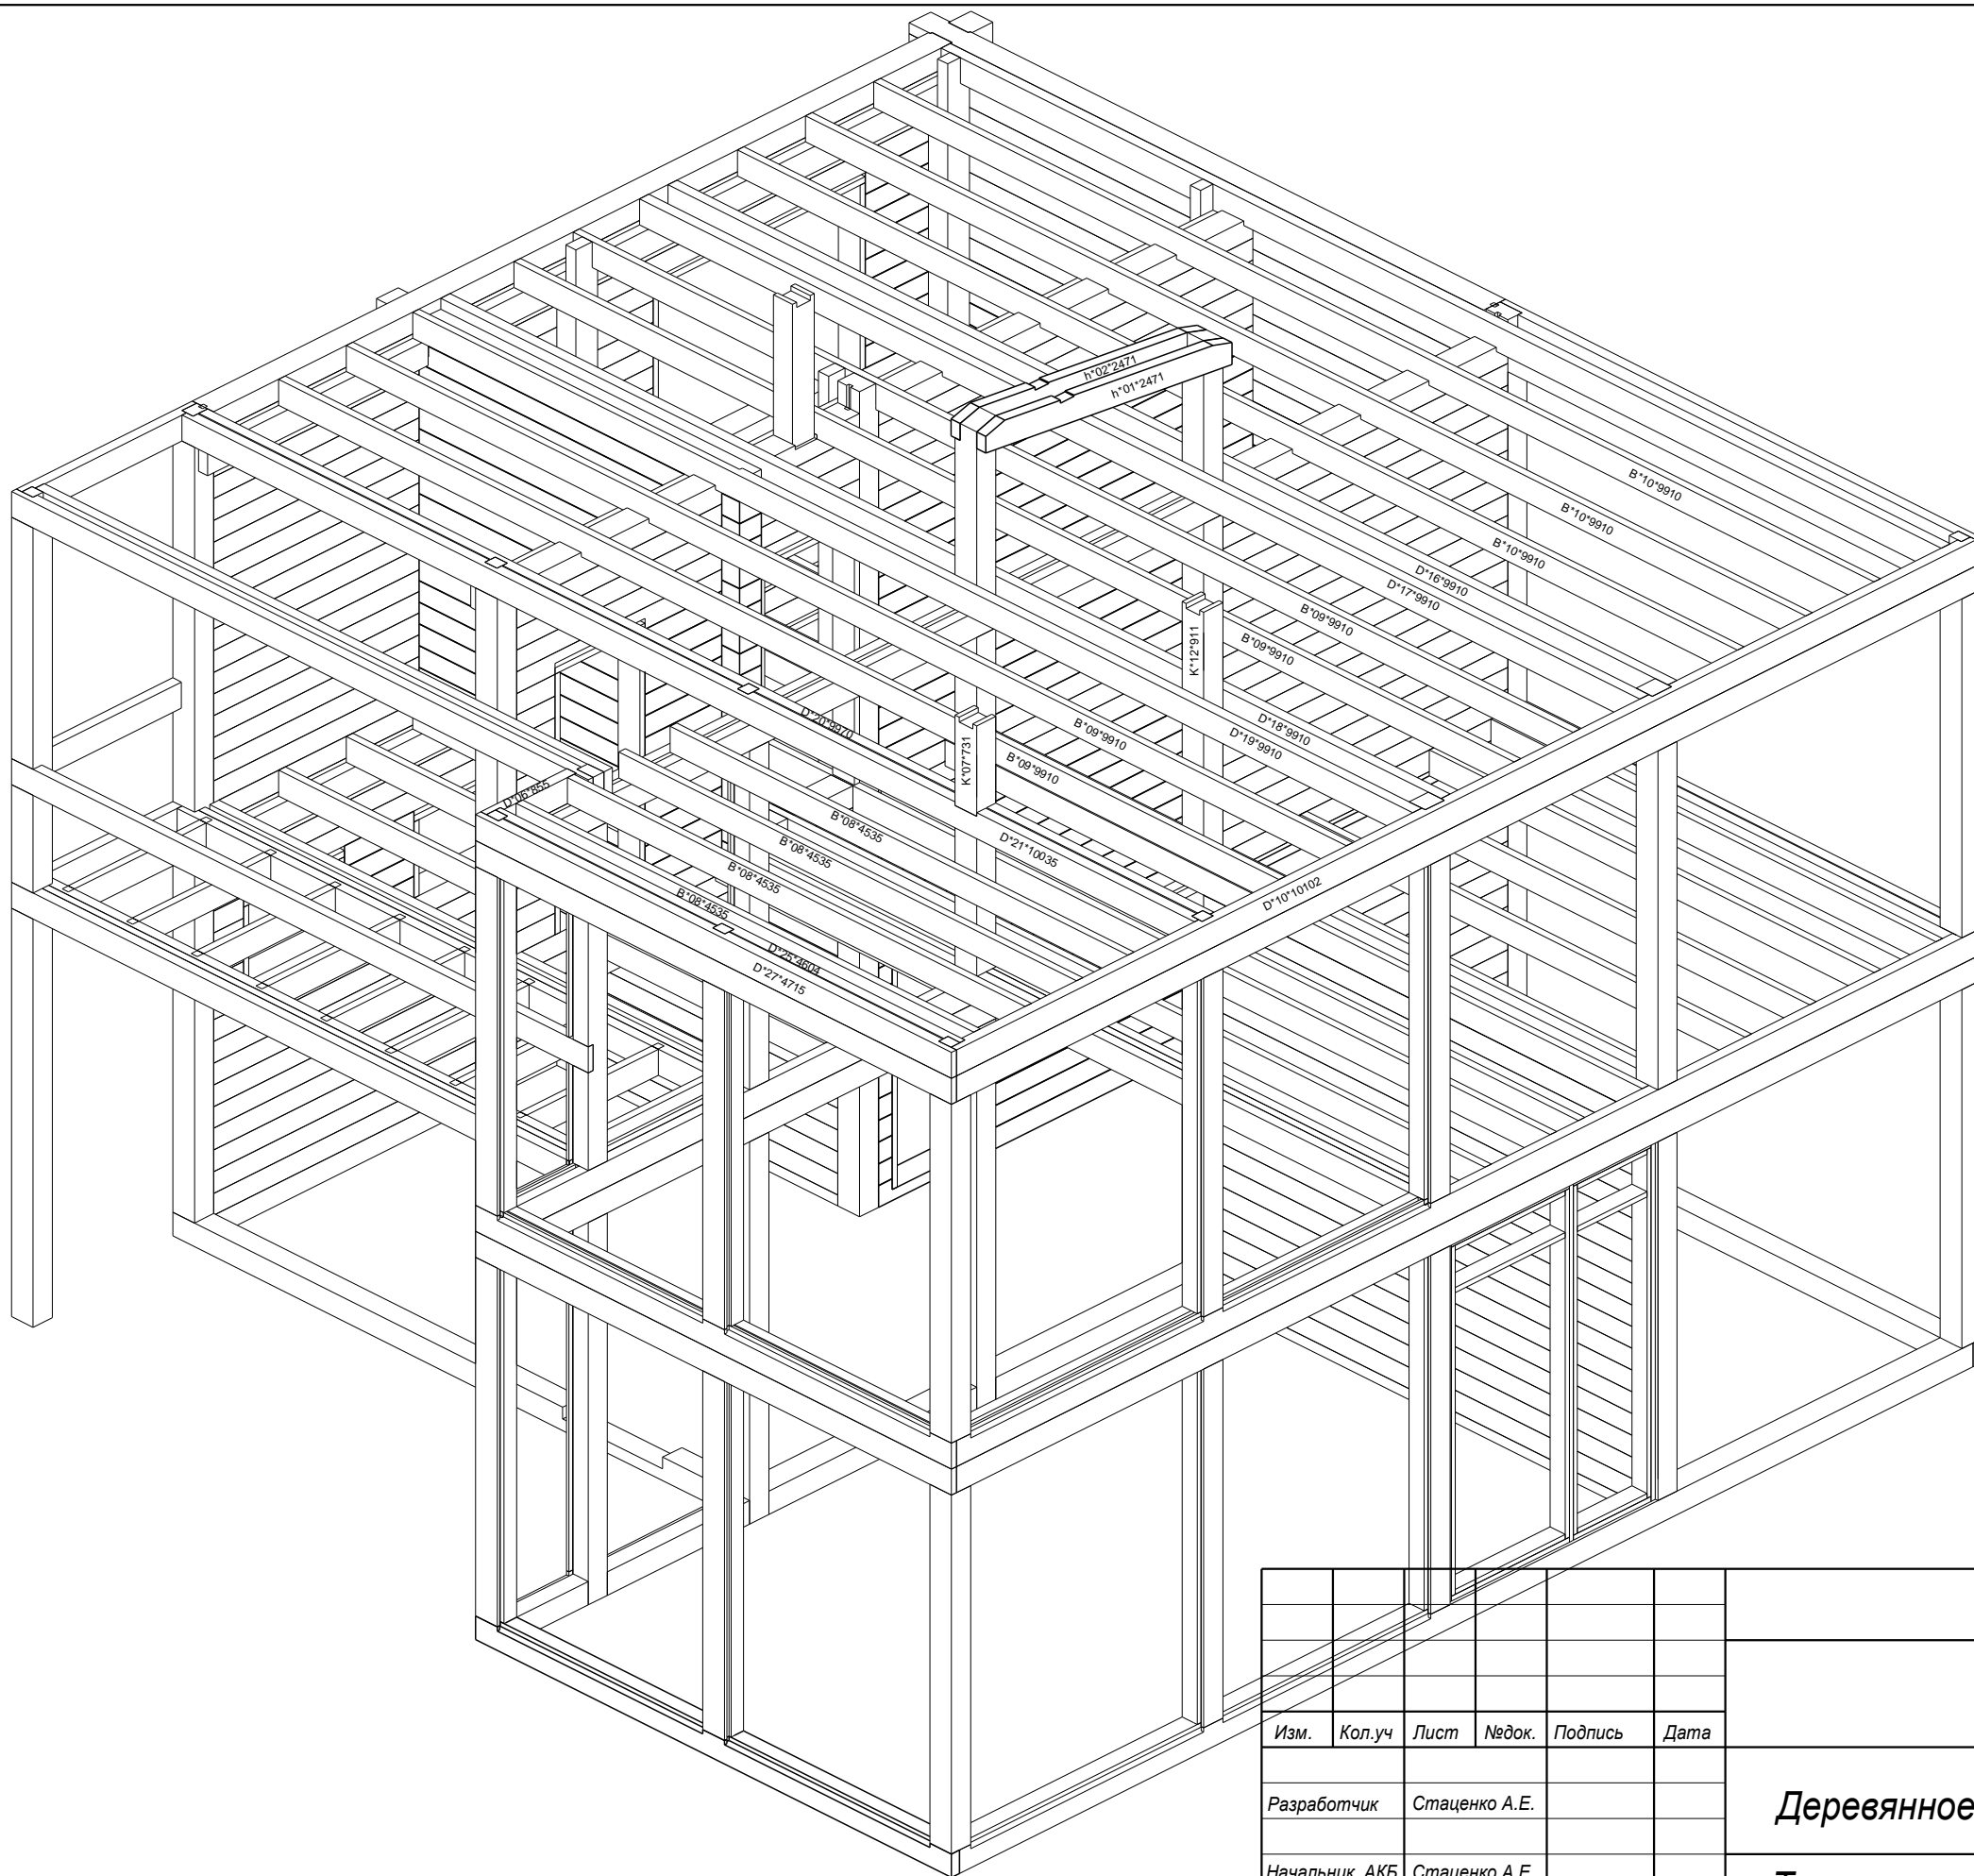 h*02*2471
h*01*2471
B*10*9910
B*10*9910
B*10*9910
D*16*9910
D*17*9910
B*09*9910
B*09*9910
K*12*911
D*18*9910
D*19*9910
D*20*9970
B*09*9910
B*09*9910
K*07*731
D*06*855
B*08*4535
B*08*4535
B*08*4535
B*08*4535
D*21*10035
D*10*10102
D*25*4604
D*27*4715
Изм. Кол.уч Лист №док. Подпись Дата
Разработчик Стаценко А.Е.
Деревянное
Начальник АКБ Стаценко А.Е.